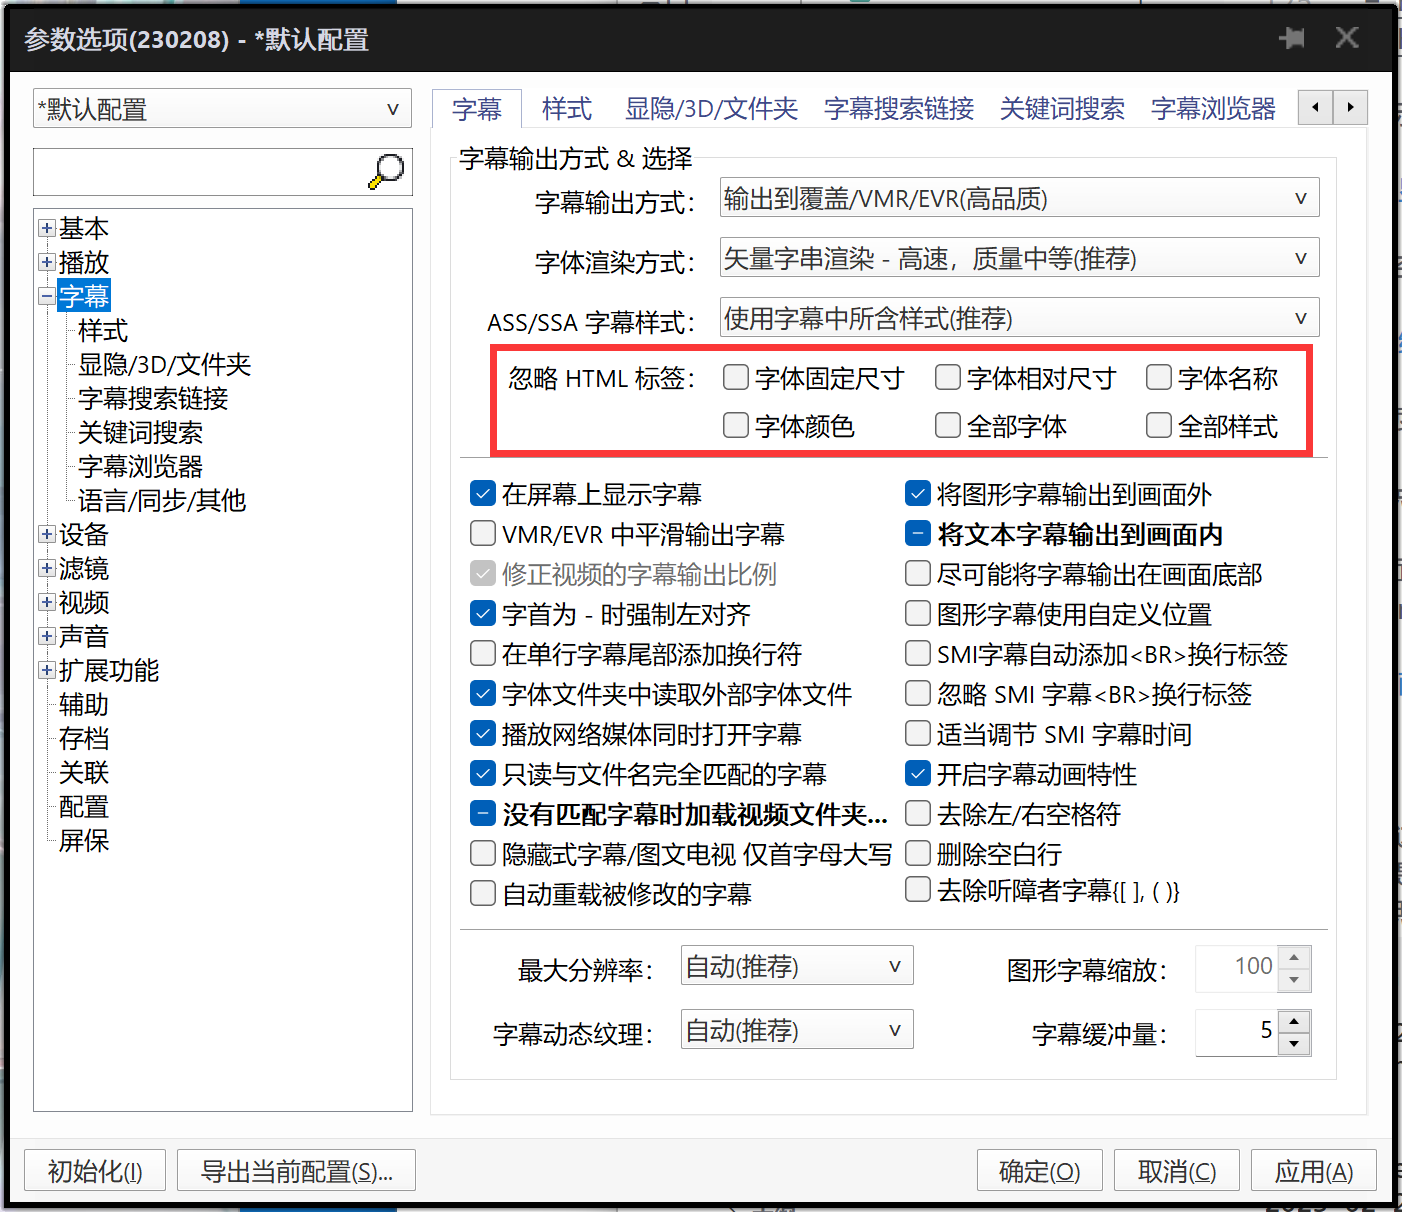 参数选项(230208) - *默认配置
*默认配置
基本
播放
字幕
样式
显隐/3D/文件夹
字幕搜索链接
关键词搜索
字幕浏览器
语言/同步/其他
设备
滤镜
视频
声音
扩展功能
辅助
存档
关联
配置
屏保
字幕 样式 显隐/3D/文件夹 字幕搜索链接 关键词搜索 字幕浏览器
字幕输出方式 & 选择
字幕输出方式： 输出到覆盖/VMR/EVR(高品质)
字体渲染方式： 矢量字串渲染 - 高速，质量中等(推荐)
ASS/SSA 字幕样式： 使用字幕中所含样式(推荐)
忽略 HTML 标签： 字体固定尺寸 字体相对尺寸 字体名称
字体颜色 全部字体 全部样式
在屏幕上显示字幕 将图形字幕输出到画面外
VMR/EVR 中平滑输出字幕 将文本字幕输出到画面内
修正视频的字幕输出比例 尽可能将字幕输出在画面底部
字首为 - 时强制左对齐 图形字幕使用自定义位置
在单行字幕尾部添加换行符 SMI字幕自动添加<BR>换行标签
字体文件夹中读取外部字体文件 忽略 SMI 字幕<BR>换行标签
播放网络媒体同时打开字幕 适当调节 SMI 字幕时间
只读与文件名完全匹配的字幕 开启字幕动画特性
没有匹配字幕时加载视频文件夹... 去除左/右空格符
隐藏式字幕/图文电视 仅首字母大写 删除空白行
自动重载被修改的字幕 去除听障者字幕{[ ], ( )}
最大分辨率： 自动(推荐) 图形字幕缩放： 100
字幕动态纹理： 自动(推荐) 字幕缓冲量： 5
初始化(I) 导出当前配置(S)... 确定(O) 取消(C) 应用(A)